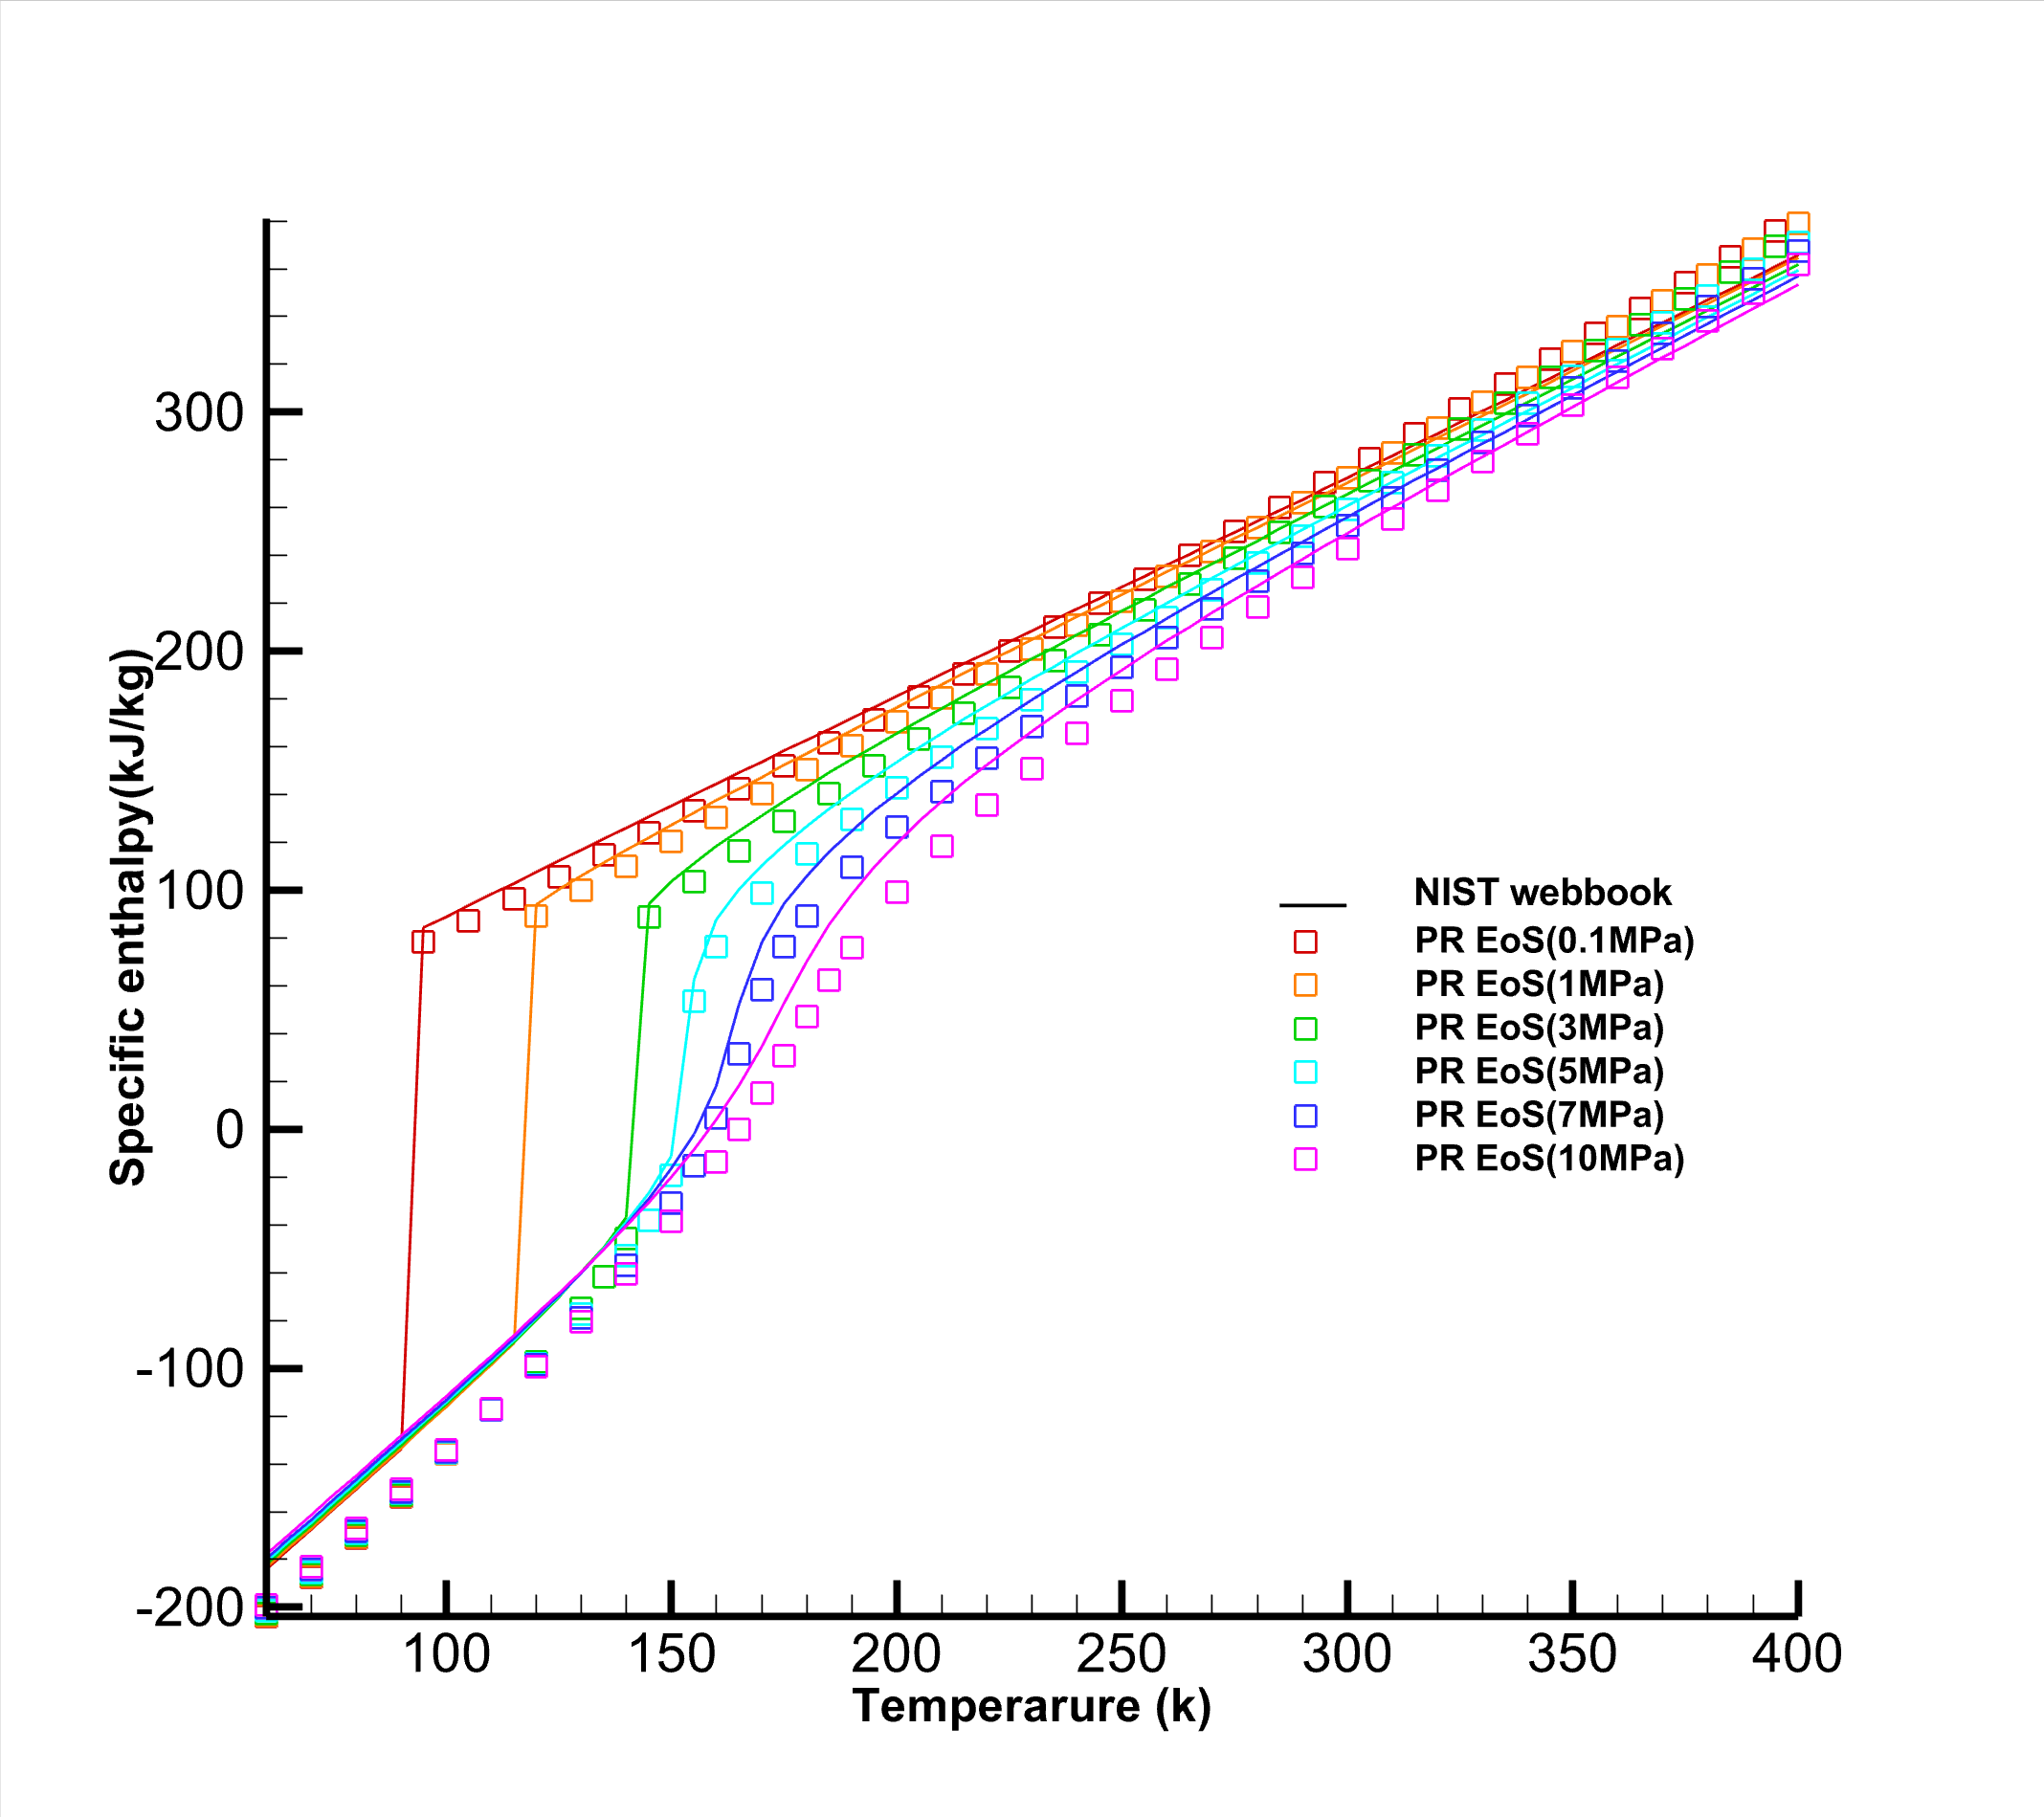 300
200
100
0
-100
-200
Specific enthalpy(kJ/kg)
NIST webbook
PR EoS(0.1MPa)
PR EoS(1MPa)
PR EoS(3MPa)
PR EoS(5MPa)
PR EoS(7MPa)
PR EoS(10MPa)
100 150 200 250 300 350 400
Temperarure (k)